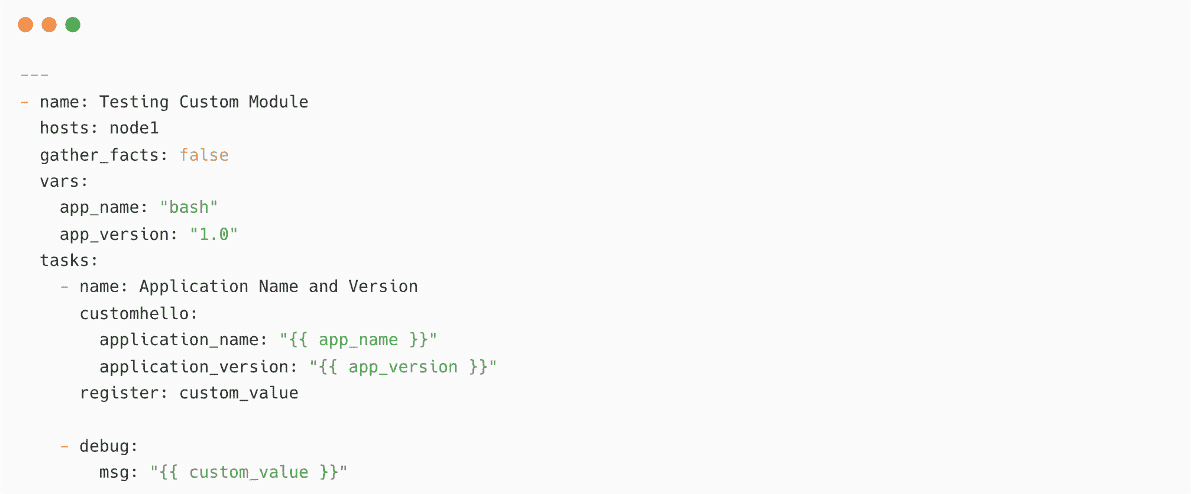 ---
- name: Testing Custom Module
  hosts: node1
  gather_facts: false
  vars:
    app_name: "bash"
    app_version: "1.0"
  tasks:
    - name: Application Name and Version
      customhello:
        application_name: "{{ app_name }}"
        application_version: "{{ app_version }}"
      register: custom_value

    - debug:
        msg: "{{ custom_value }}"